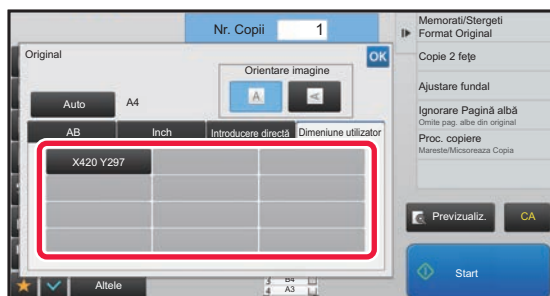 Nr. Copii 1
Original
OK
Orientare imagine
A A
Auto A4
AB Inch Introducere directă Dimeniune utilizator
X420 Y297
Altele
3 B4
4 A3
Memorati/Stergeti
Format Original
Copie 2 fețe
Ajustare fundal
Ignorare Pagină albă
Omite pag. albe din original
Proc. copiere
Mareste/Micsoreaza Copia
Previzualiz. CA
Start